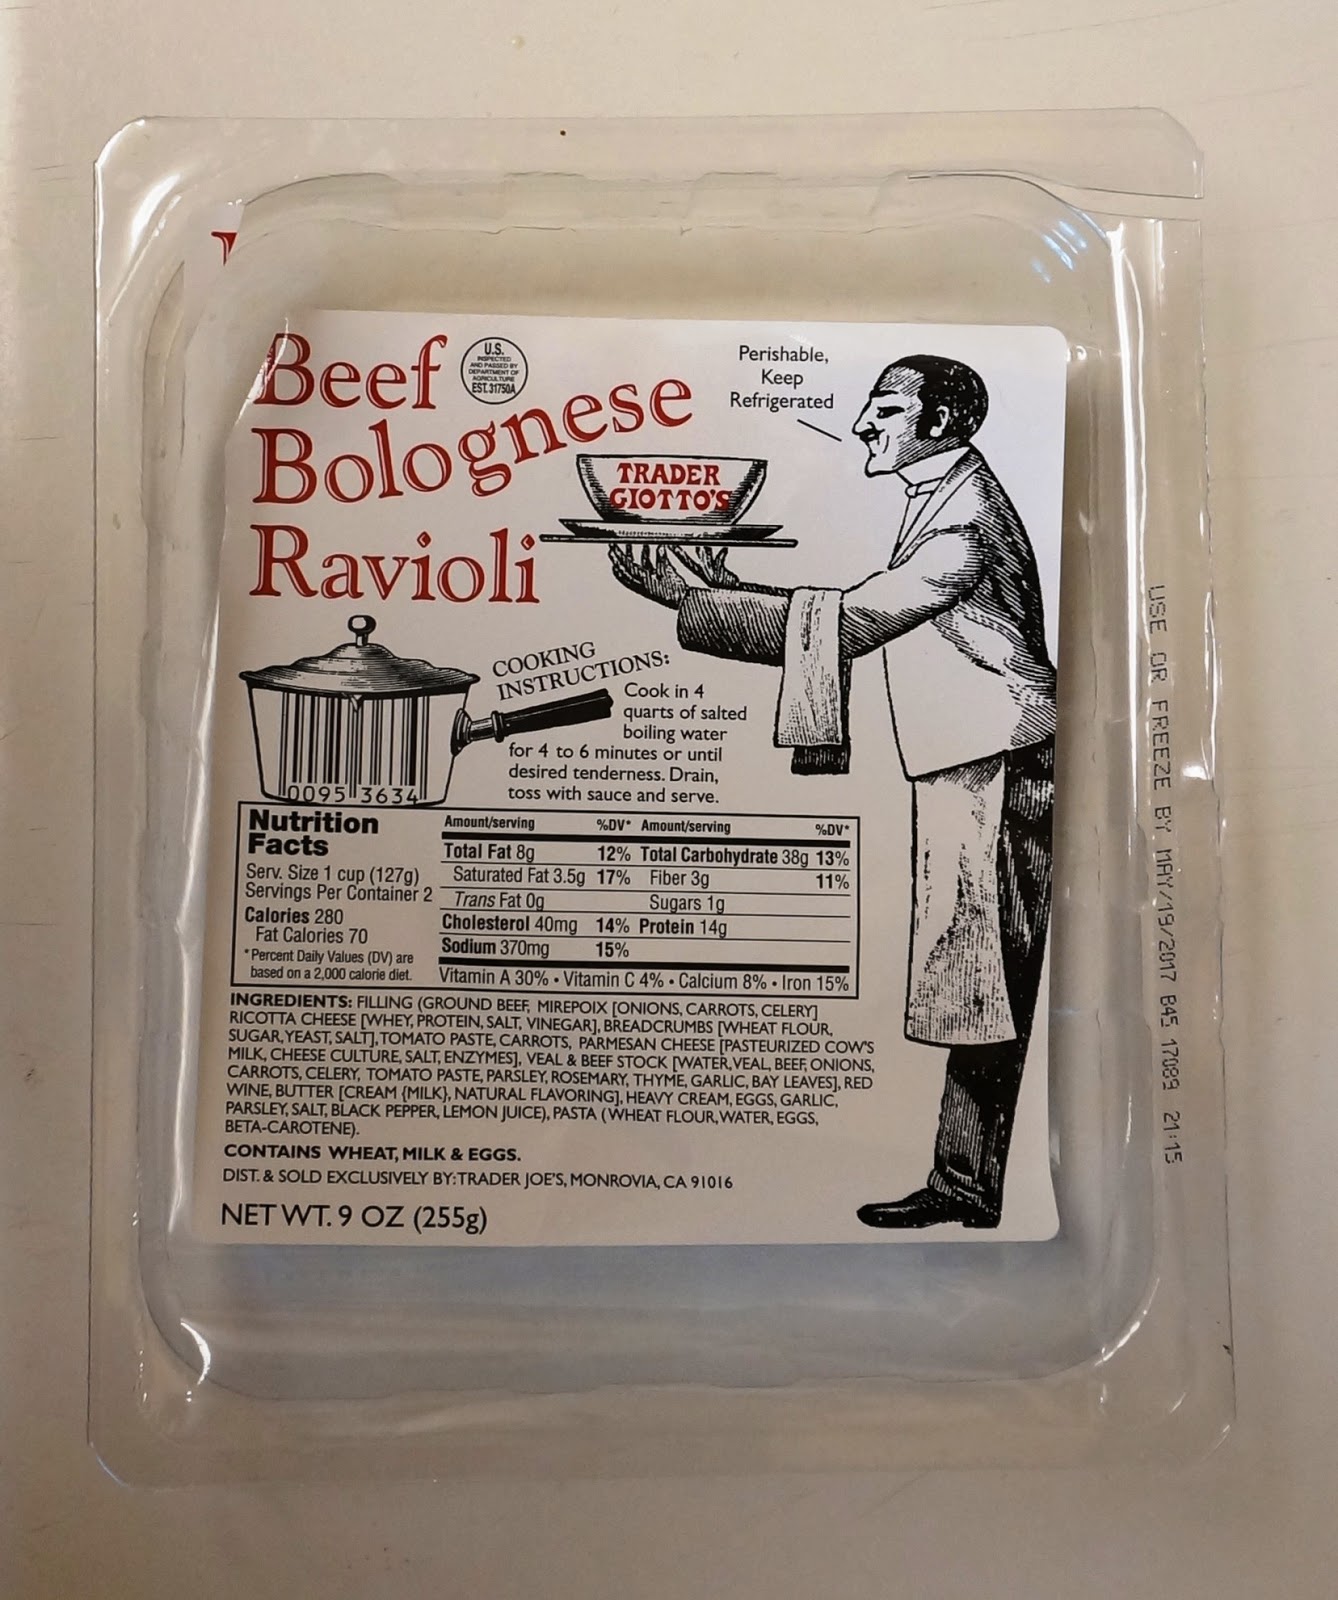 Beef
U.S.
INSPECTED
AND PASSED BY
DEPARTMENT OF
AGRICULTURE
EST. 31750A
Bolognese
Ravioli
Perishable,
Keep
Refrigerated
TRADER
GIOTTO'S
COOKING
INSTRUCTIONS:
Cook in 4
quarts of salted
boiling water
for 4 to 6 minutes or until
desired tenderness. Drain,
toss with sauce and serve.
0095 3634
Nutrition
Facts
Serv. Size 1 cup (127g)
Servings Per Container 2
Calories 280
Fat Calories 70
*Percent Daily Values (DV) are
based on a 2,000 calorie diet.
Amount/serving %DV* Amount/serving %DV*
Total Fat 8g 12% Total Carbohydrate 38g 13%
Saturated Fat 3.5g 17% Fiber 3g 11%
Trans Fat 0g Sugars 1g
Cholesterol 40mg 14% Protein 14g
Sodium 370mg 15%
Vitamin A 30% • Vitamin C 4% • Calcium 8% • Iron 15%
INGREDIENTS: FILLING (GROUND BEEF, MIREPOIX [ONIONS, CARROTS, CELERY]
RICOTTA CHEESE [WHEY, PROTEIN, SALT, VINEGAR], BREADCRUMBS [WHEAT FLOUR,
SUGAR, YEAST, SALT], TOMATO PASTE, CARROTS, PARMESAN CHEESE [PASTEURIZED COW'S
MILK, CHEESE CULTURE, SALT, ENZYMES], VEAL & BEEF STOCK [WATER, VEAL, BEEF, ONIONS,
CARROTS, CELERY, TOMATO PASTE, PARSLEY, ROSEMARY, THYME, GARLIC, BAY LEAVES], RED
WINE, BUTTER [CREAM {MILK}, NATURAL FLAVORING], HEAVY CREAM, EGGS, GARLIC,
PARSLEY, SALT, BLACK PEPPER, LEMON JUICE), PASTA (WHEAT FLOUR, WATER, EGGS,
BETA-CAROTENE).
CONTAINS WHEAT, MILK & EGGS.
DIST. & SOLD EXCLUSIVELY BY: TRADER JOE'S, MONROVIA, CA 91016
NET WT. 9 OZ (255g)
USE OR FREEZE BY MAY/19/2017 B45 17089 21:15